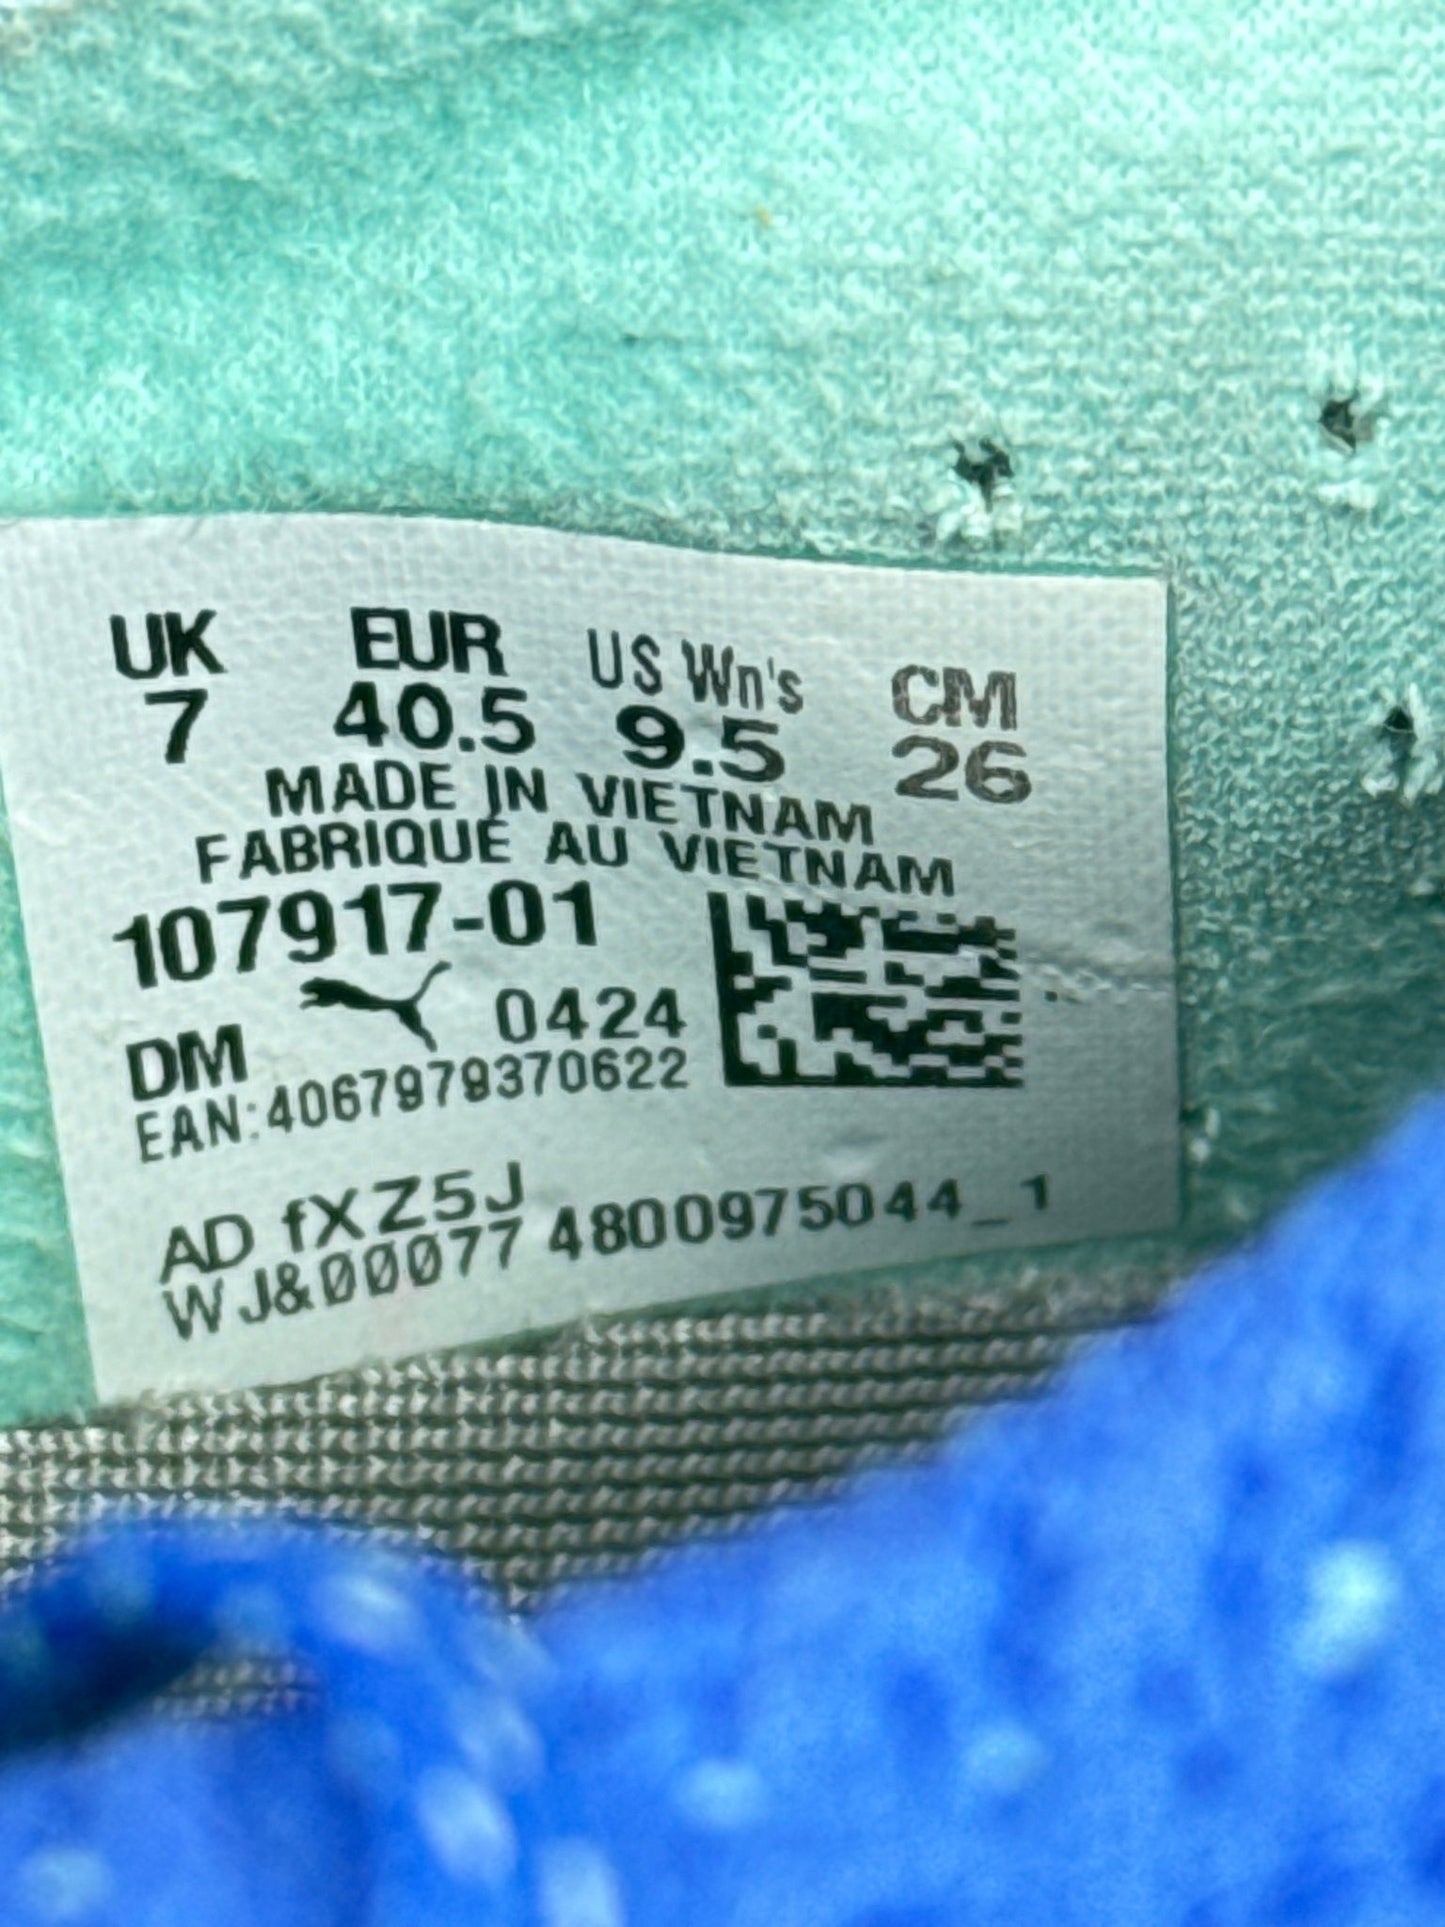 UK EUR US Wn's CM
7 40.5 9.5 26
MADE IN VIETNAM
FABRIQUÉ AU VIETNAM
107917-01
DM 0424
EAN:4067979370622
AD fXZ5J
WJ&00077 4800975044_1